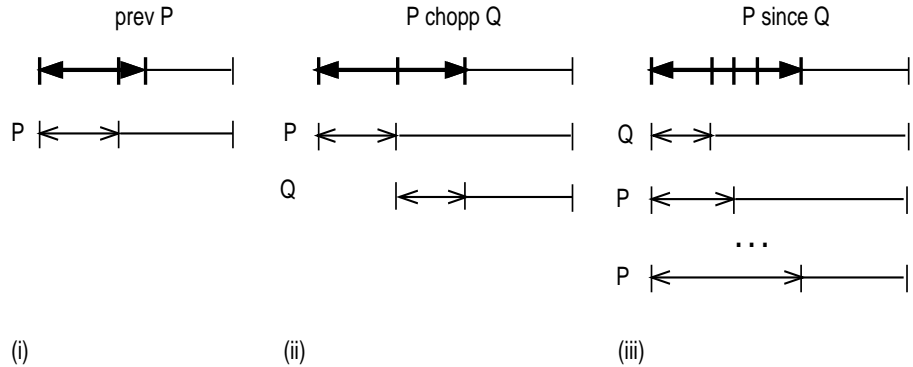 prev P
P chopp Q
P since Q
P
P
Q
Q
P
...
P
(i)
(ii)
(iii)